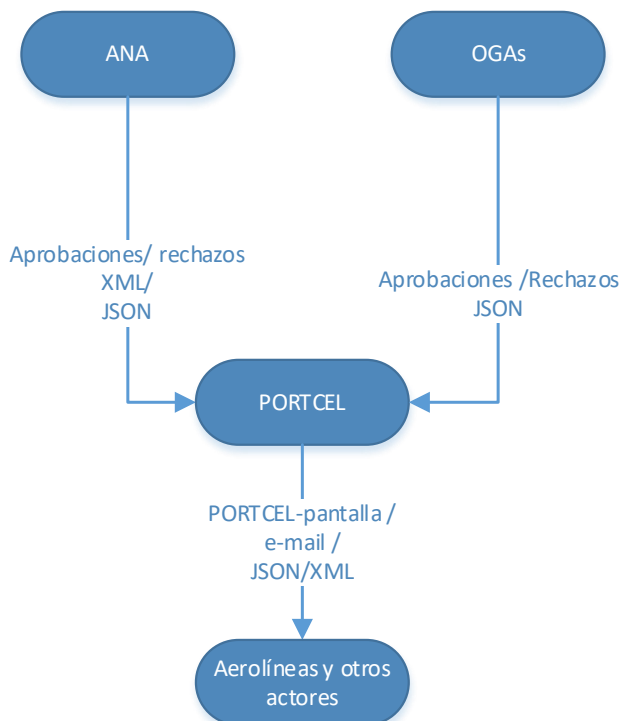 ANA
OGAs
Aprobaciones/ rechazos
XML/
JSON
Aprobaciones /Rechazos
JSON
PORTCEL
PORTCEL-pantalla /
e-mail /
JSON/XML
Aerolíneas y otros
actores